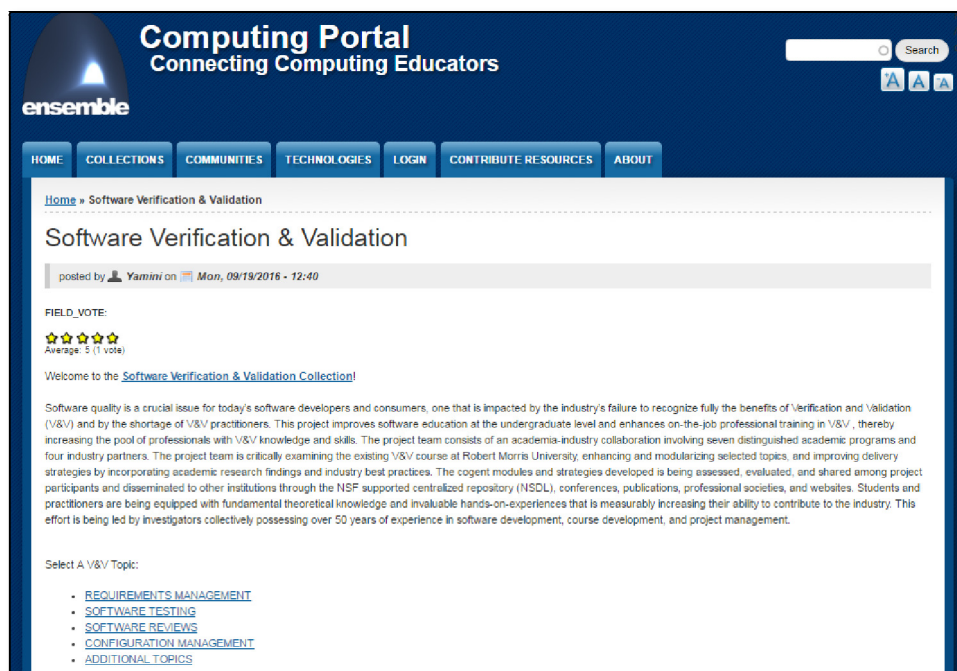 Computing Portal
Connecting Computing Educators
Search
ensemble
A A A
HOME COLLECTIONS COMMUNITIES TECHNOLOGIES LOGIN CONTRIBUTE RESOURCES ABOUT
Home » Software Verification & Validation
Software Verification & Validation
posted by Yamini on Mon, 09/19/2016 - 12:40
FIELD_VOTE:
Average: 5 (1 vote)
Welcome to the Software Verification & Validation Collection!
Software quality is a crucial issue for today's software developers and consumers, one that is impacted by the industry's failure to recognize fully the benefits of Verification and Validation
(V&V) and by the shortage of V&V practitioners. This project improves software education at the undergraduate level and enhances on-the-job professional training in V&V , thereby
increasing the pool of professionals with V&V knowledge and skills. The project team consists of an academia-industry collaboration involving seven distinguished academic programs and
four industry partners. The project team is critically examining the existing V&V course at Robert Morris University, enhancing and modularizing selected topics, and improving delivery
strategies by incorporating academic research findings and industry best practices. The cogent modules and strategies developed is being assessed, evaluated, and shared among project
participants and disseminated to other institutions through the NSF supported centralized repository (NSDL), conferences, publications, professional societies, and websites. Students and
practitioners are being equipped with fundamental theoretical knowledge and invaluable hands-on-experiences that is measurably increasing their ability to contribute to the industry. This
effort is being led by investigators collectively possessing over 50 years of experience in software development, course development, and project management.
Select A V&V Topic:
REQUIREMENTS MANAGEMENT
SOFTWARE TESTING
SOFTWARE REVIEWS
CONFIGURATION MANAGEMENT
ADDITIONAL TOPICS